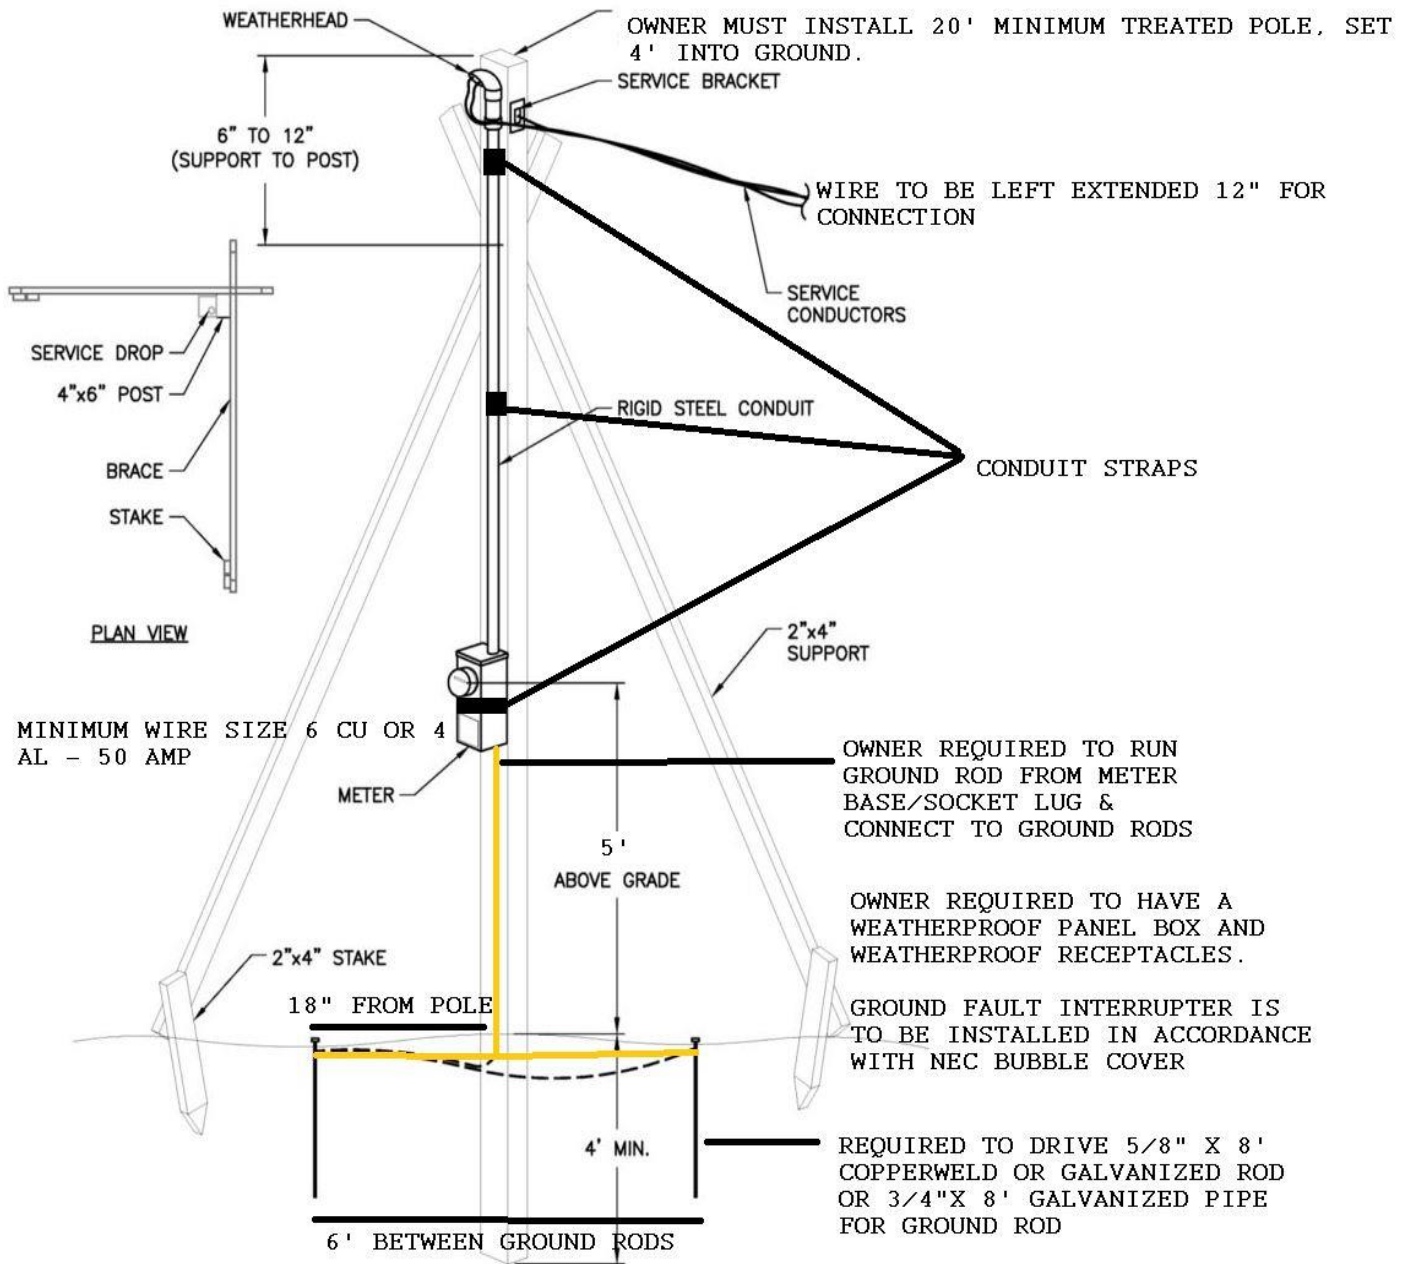 WEATHERHEAD
OWNER MUST INSTALL 20' MINIMUM TREATED POLE, SET
4' INTO GROUND.
SERVICE BRACKET
6" TO 12"
(SUPPORT TO POST)
WIRE TO BE LEFT EXTENDED 12" FOR
CONNECTION
SERVICE
CONDUCTORS
SERVICE DROP
4"x6" POST
BRACE
STAKE
PLAN VIEW
RIGID STEEL CONDUIT
CONDUIT STRAPS
2"x4"
SUPPORT
MINIMUM WIRE SIZE 6 CU OR 4
AL - 50 AMP
METER
OWNER REQUIRED TO RUN
GROUND ROD FROM METER
BASE/SOCKET LUG &
CONNECT TO GROUND RODS
5'
ABOVE GRADE
OWNER REQUIRED TO HAVE A
WEATHERPROOF PANEL BOX AND
WEATHERPROOF RECEPTACLES.
2"x4" STAKE
18" FROM POLE
GROUND FAULT INTERRUPTER IS
TO BE INSTALLED IN ACCORDANCE
WITH NEC BUBBLE COVER
4' MIN.
REQUIRED TO DRIVE 5/8" X 8'
COPPERWELD OR GALVANIZED ROD
OR 3/4"X 8' GALVANIZED PIPE
FOR GROUND ROD
6' BETWEEN GROUND RODS